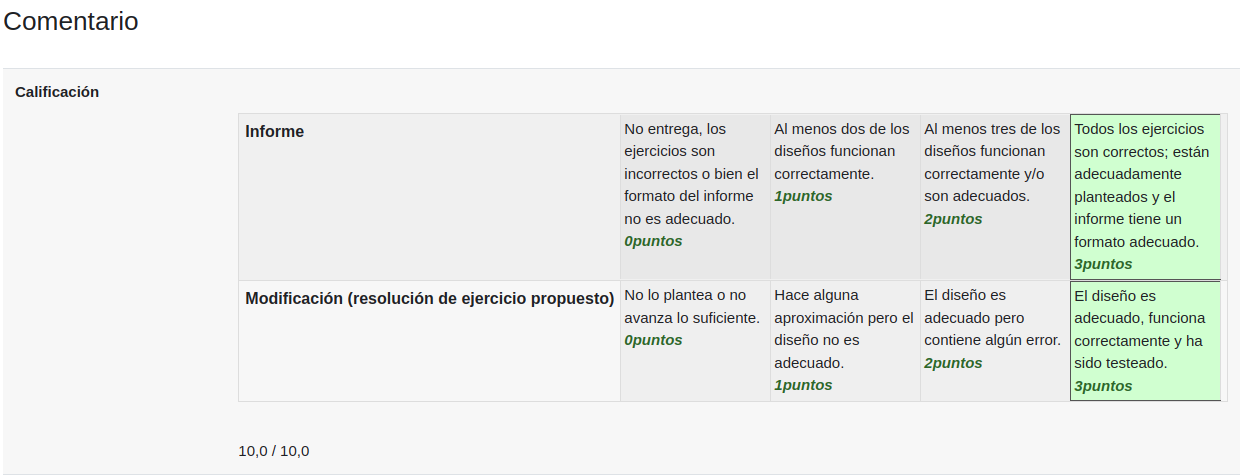 Comentario
Calificación
Informe
No entrega, los
ejercicios son
incorrectos o bien el
formato del informe
no es adecuado.
0puntos
Al menos dos de los
diseños funcionan
correctamente.
1puntos
Al menos tres de los
diseños funcionan
correctamente y/o
son adecuados.
2puntos
Todos los ejercicios
son correctos; están
adecuadamente
planteados y el
informe tiene un
formato adecuado.
3puntos
Modificación (resolución de ejercicio propuesto)
No lo plantea o no
avanza lo suficiente.
0puntos
Hace alguna
aproximación pero el
diseño no es
adecuado.
1puntos
El diseño es
adecuado pero
contiene algún error.
2puntos
El diseño es
adecuado, funciona
correctamente y ha
sido testeado.
3puntos
10,0 / 10,0